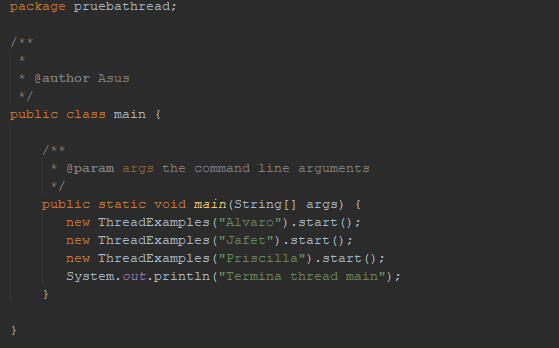 package pruebathread;
/**
 *
 * @author Asus
 */
public class main {
    /**
     * @param args the command line arguments
     */
    public static void main(String[] args) {
       new ThreadExamples("Alvaro").start();
       new ThreadExamples("Jafet").start();
       new ThreadExamples("Priscilla").start();
       System.out.println("Termina thread main");
    }
}